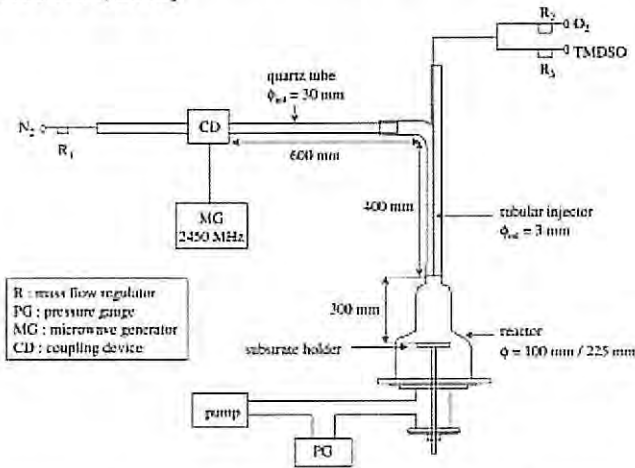 R2
O2
TMDSO
R3
quartz tube
ϕint = 30 mm
N2
R1
CD
600 mm
MG
2450 MHz
400 mm
tubular injector
= 3 mm
R : mass flow regulator
PG : pressure gauge
MG : microwave generator
CD : coupling device
300 mm
substrate holder
reactor
ϕ = 100 mm / 225 mm
pump
PG